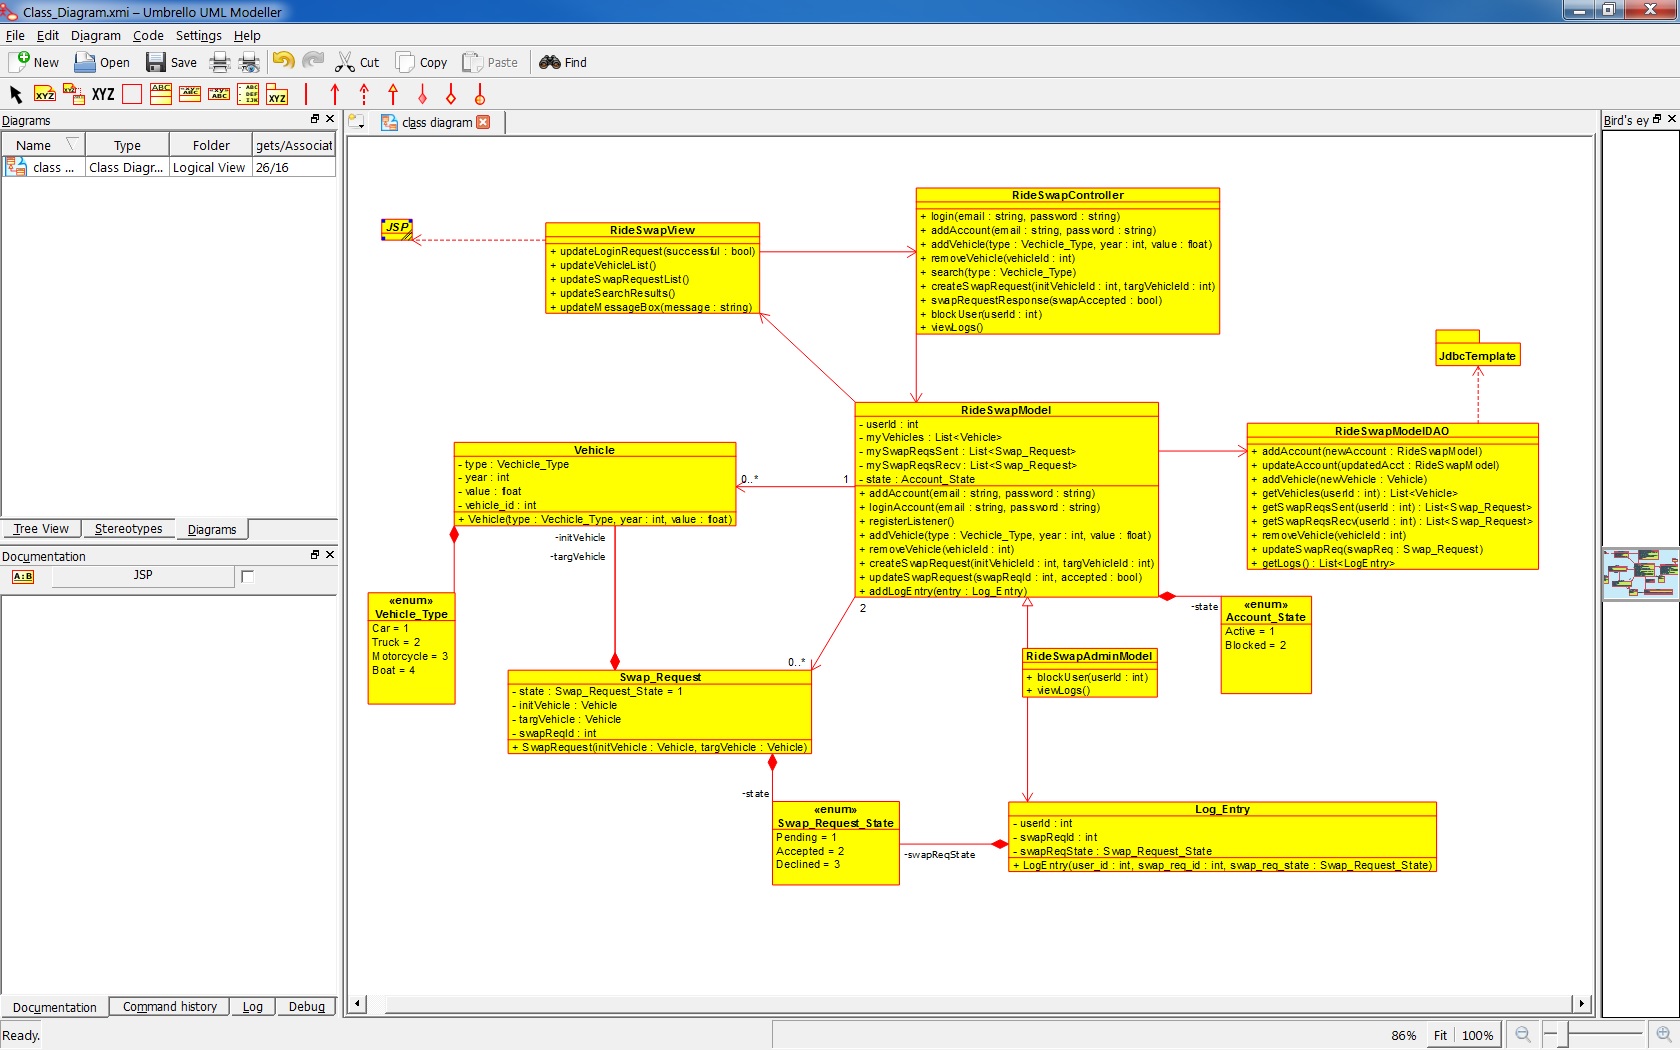 Class_Diagram.xmi – Umbrello UML Modeller
File Edit Diagram Code Settings Help
New Open Save Cut Copy Paste Find
XYZ XYZ XYZ ABC ABC ABC XYZ
Diagrams
Name Type Folder gets/Associat
class ... Class Diagr... Logical View 26/16
Tree View Stereotypes Diagrams
Documentation
A:B JSP
Documentation Command history Log Debug
Ready.
class diagram
Bird's ey
JSP
RideSwapView
+ updateLoginRequest(successful : bool)
+ updateVehicleList()
+ updateSwapRequestList()
+ updateSearchResults()
+ updateMessageBox(message : string)
RideSwapController
+ login(email : string, password : string)
+ addAccount(email : string, password : string)
+ addVehicle(type : Vechicle_Type, year : int, value : float)
+ removeVehicle(vehicleId : int)
+ search(type : Vechicle_Type)
+ createSwapRequest(initVehicleId : int, targVehicleId : int)
+ swapRequestResponse(swapAccepted : bool)
+ blockUser(userId : int)
+ viewLogs()
JdbcTemplate
RideSwapModel
- userId : int
- myVehicles : List<Vehicle>
- mySwapReqsSent : List<Swap_Request>
- mySwapReqsRecv : List<Swap_Request>
- state : Account_State
+ addAccount(email : string, password : string)
+ loginAccount(email : string, password : string)
+ registerListener()
+ addVehicle(type : Vechicle_Type, year : int, value : float)
+ removeVehicle(vehicleId : int)
+ createSwapRequest(initVehicleId : int, targVehicleId : int)
+ updateSwapRequest(swapReqId : int, accepted : bool)
+ addLogEntry(entry : Log_Entry)
RideSwapModelDAO
+ addAccount(newAccount : RideSwapModel)
+ updateAccount(updatedAcct : RideSwapModel)
+ addVehicle(newVehicle : Vehicle)
+ getVehicles(userId : int) : List<Vehicle>
+ getSwapReqsSent(userId : int) : List<Swap_Request>
+ getSwapReqsRecv(userId : int) : List<Swap_Request>
+ removeVehicle(vehicleId : int)
+ updateSwapReq(swapReq : Swap_Request)
+ getLogs() : List<LogEntry>
Vehicle
- type : Vechicle_Type
- year : int
- value : float
- vehicle_id : int
+ Vehicle(type : Vechicle_Type, year : int, value : float)
0..* 1
-initVehicle
-targVehicle
«enum»
Vehicle_Type
Car = 1
Truck = 2
Motorcycle = 3
Boat = 4
2
0..*
Swap_Request
- state : Swap_Request_State = 1
- initVehicle : Vehicle
- targVehicle : Vehicle
- swapReqId : int
+ SwapRequest(initVehicle : Vehicle, targVehicle : Vehicle)
-state
«enum»
Account_State
Active = 1
Blocked = 2
RideSwapAdminModel
+ blockUser(userId : int)
+ viewLogs()
-state
«enum»
Swap_Request_State
Pending = 1
Accepted = 2
Declined = 3
-swapReqState
Log_Entry
- userId : int
- swapReqId : int
- swapReqState : Swap_Request_State
+ LogEntry(user_id : int, swap_req_id : int, swap_req_state : Swap_Request_State)
86% Fit 100%